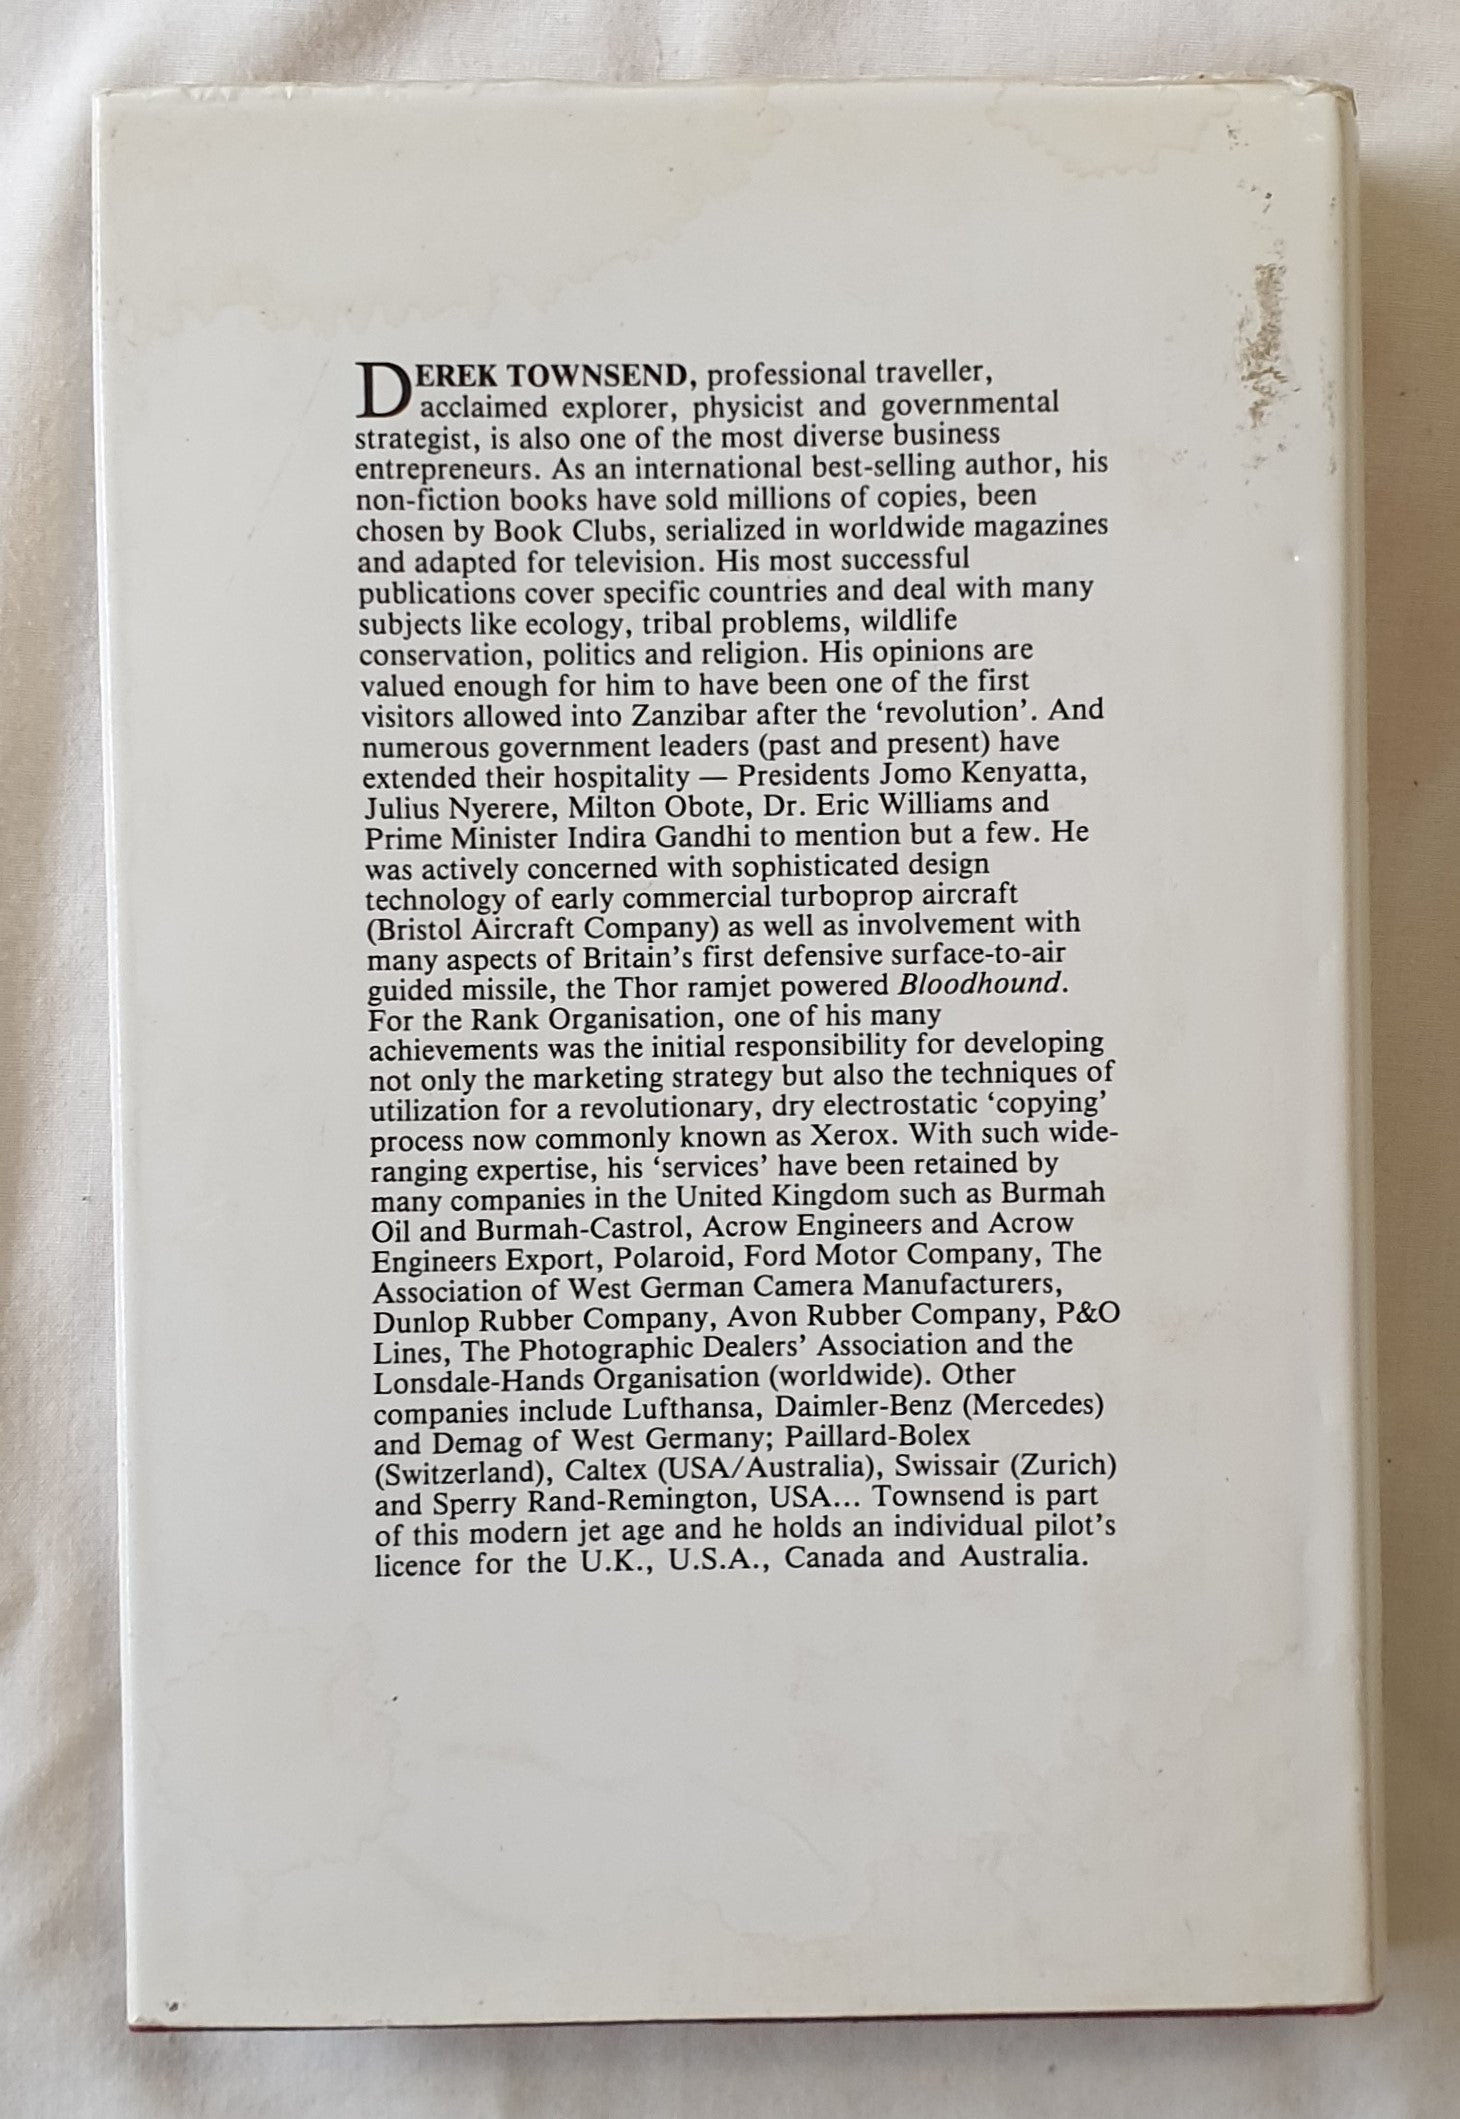 DEREK TOWNSEND, professional traveller,
acclaimed explorer, physicist and governmental
strategist, is also one of the most diverse business
entrepreneurs. As an international best-selling author, his
non-fiction books have sold millions of copies, been
chosen by Book Clubs, serialized in worldwide magazines
and adapted for television. His most successful
publications cover specific countries and deal with many
subjects like ecology, tribal problems, wildlife
conservation, politics and religion. His opinions are
valued enough for him to have been one of the first
visitors allowed into Zanzibar after the ‘revolution’. And
numerous government leaders (past and present) have
extended their hospitality — Presidents Jomo Kenyatta,
Julius Nyerere, Milton Obote, Dr. Eric Williams and
Prime Minister Indira Gandhi to mention but a few. He
was actively concerned with sophisticated design
technology of early commercial turboprop aircraft
(Bristol Aircraft Company) as well as involvement with
many aspects of Britain’s first defensive surface-to-air
guided missile, the Thor ramjet powered Bloodhound.
For the Rank Organisation, one of his many
achievements was the initial responsibility for developing
not only the marketing strategy but also the techniques of
utilization for a revolutionary, dry electrostatic ‘copying’
process now commonly known as Xerox. With such wide-
ranging expertise, his ‘services’ have been retained by
many companies in the United Kingdom such as Burmah
Oil and Burmah-Castrol, Acrow Engineers and Acrow
Engineers Export, Polaroid, Ford Motor Company, The
Association of West German Camera Manufacturers,
Dunlop Rubber Company, Avon Rubber Company, P&O
Lines, The Photographic Dealers’ Association and the
Lonsdale-Hands Organisation (worldwide). Other
companies include Lufthansa, Daimler-Benz (Mercedes)
and Demag of West Germany; Paillard-Bolex
(Switzerland), Caltex (USA/Australia), Swissair (Zurich)
and Sperry Rand-Remington, USA... Townsend is part
of this modern jet age and he holds an individual pilot’s
licence for the U.K., U.S.A., Canada and Australia.